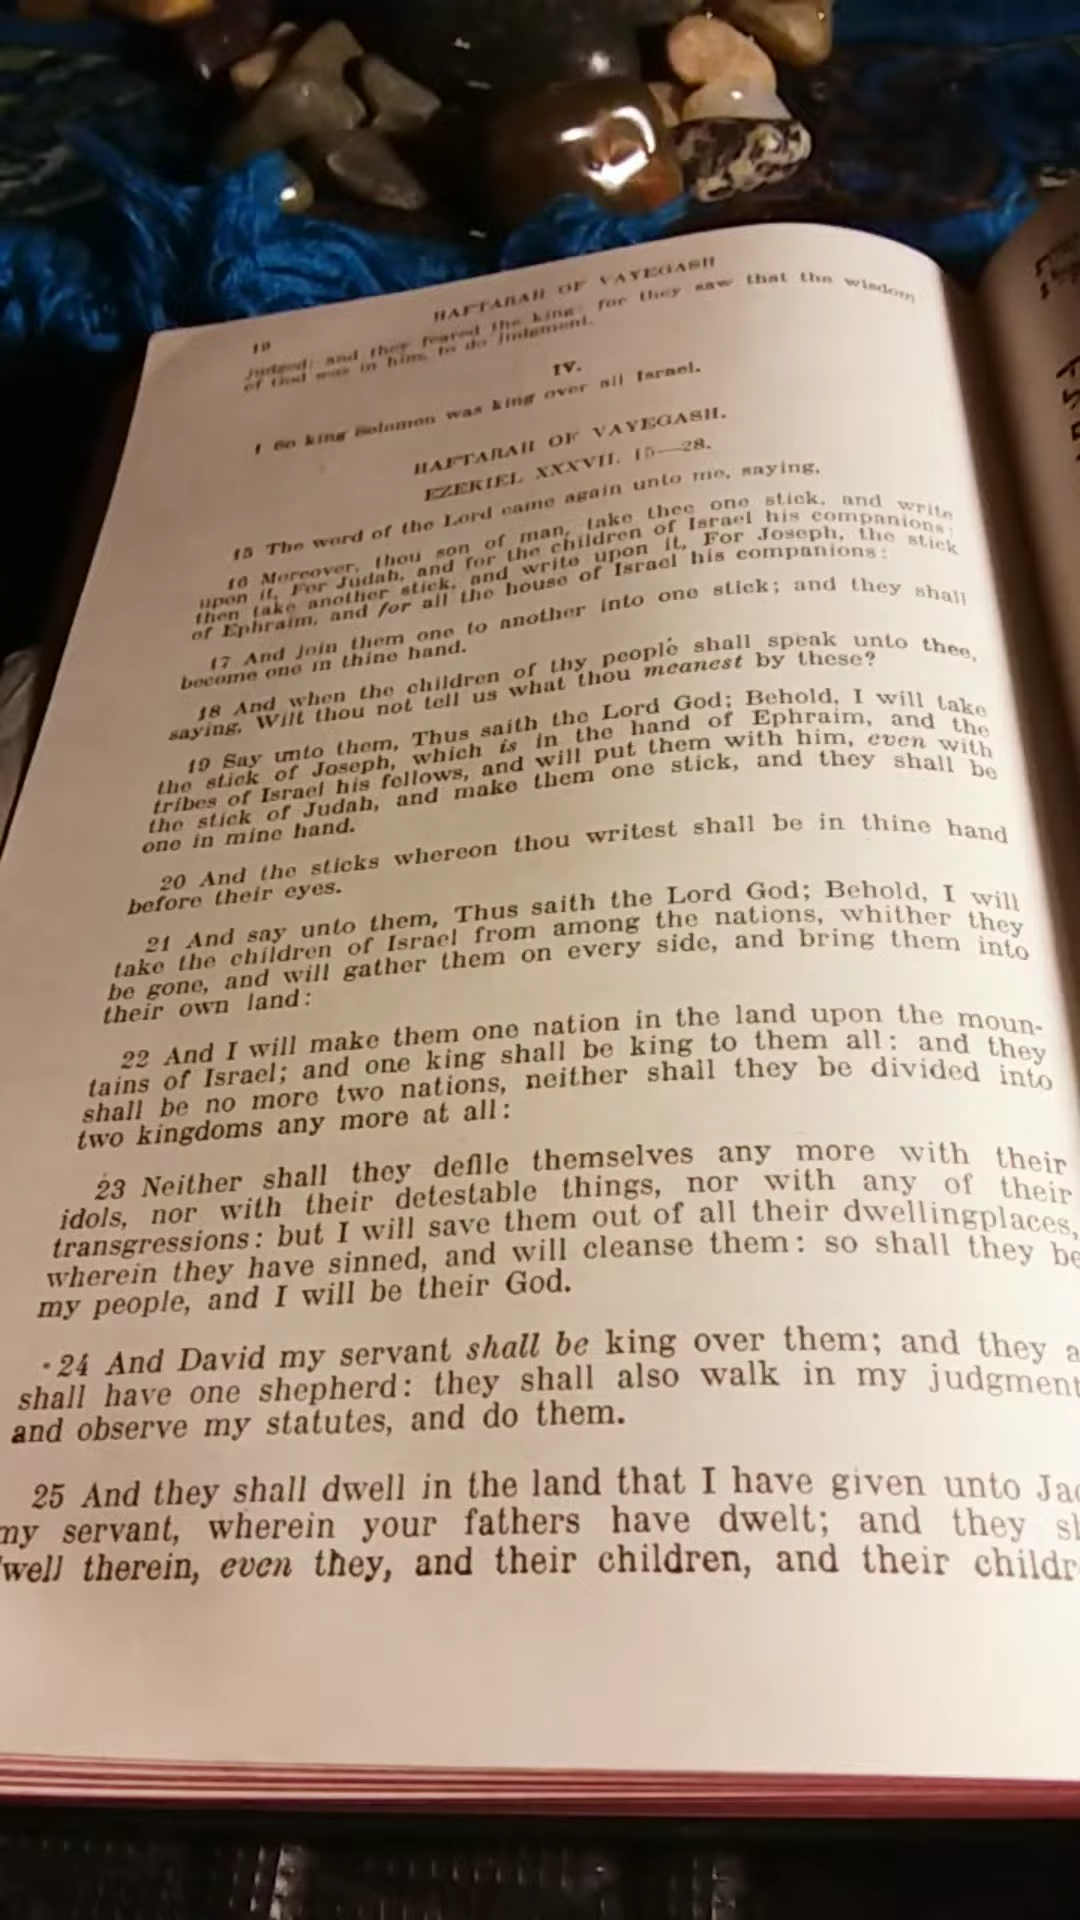 HAFTARAH OF VAYEGASH
judged; and they feared the king: for they saw that the wisdom
of God was in him, to do judgment.
IV.
1 So king Solomon was king over all Israel.
HAFTARAH OF VAYEGASH.
EZEKIEL XXXVII. 15—28.
15 The word of the Lord came again unto me, saying,
16 Moreover, thou son of man, take thee one stick, and write
upon it, For Judah, and for the children of Israel his companions:
then take another stick, and write upon it, For Joseph, the stick
of Ephraim, and for all the house of Israel his companions:
17 And join them one to another into one stick; and they shall
become one in thine hand.
18 And when the children of thy people shall speak unto thee,
saying, Wilt thou not tell us what thou meanest by these?
19 Say unto them, Thus saith the Lord God; Behold, I will take
the stick of Joseph, which is in the hand of Ephraim, and the
tribes of Israel his fellows, and will put them with him, even with
the stick of Judah, and make them one stick, and they shall be
one in mine hand.
20 And the sticks whereon thou writest shall be in thine hand
before their eyes.
21 And say unto them, Thus saith the Lord God; Behold, I will
take the children of Israel from among the nations, whither they
be gone, and will gather them on every side, and bring them into
their own land:
22 And I will make them one nation in the land upon the moun-
tains of Israel; and one king shall be king to them all: and they
shall be no more two nations, neither shall they be divided into
two kingdoms any more at all:
23 Neither shall they defile themselves any more with their
idols, nor with their detestable things, nor with any of their
transgressions: but I will save them out of all their dwellingplaces,
wherein they have sinned, and will cleanse them: so shall they be
my people, and I will be their God.
24 And David my servant shall be king over them; and they a
shall have one shepherd: they shall also walk in my judgment
and observe my statutes, and do them.
25 And they shall dwell in the land that I have given unto Jac
my servant, wherein your fathers have dwelt; and they sh
well therein, even they, and their children, and their childr